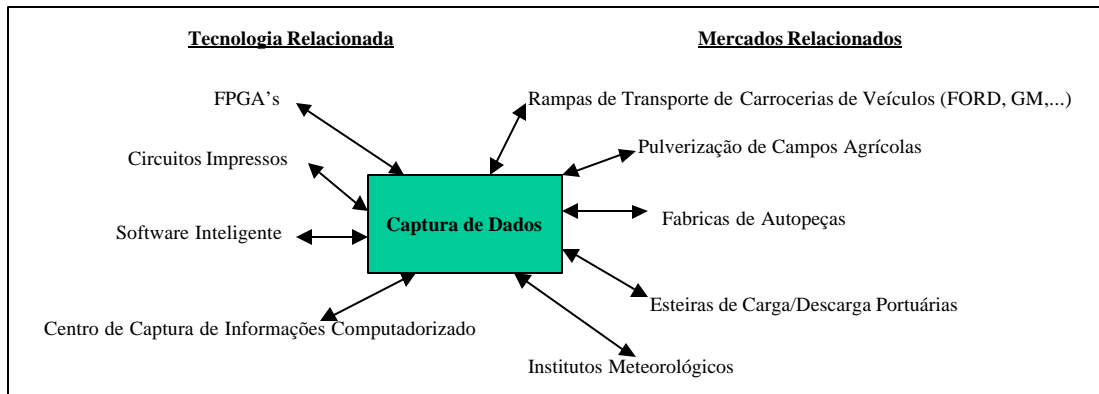 Tecnologia Relacionada
Mercados Relacionados
FPGA's
Rampas de Transporte de Carrocerias de Veículos (FORD, GM,...)
Circuitos Impressos
Pulverização de Campos Agrícolas
Software Inteligente
Captura de Dados
Fabricas de Autopeças
Centro de Captura de Informações Computadorizado
Esteiras de Carga/Descarga Portuárias
Institutos Meteorológicos